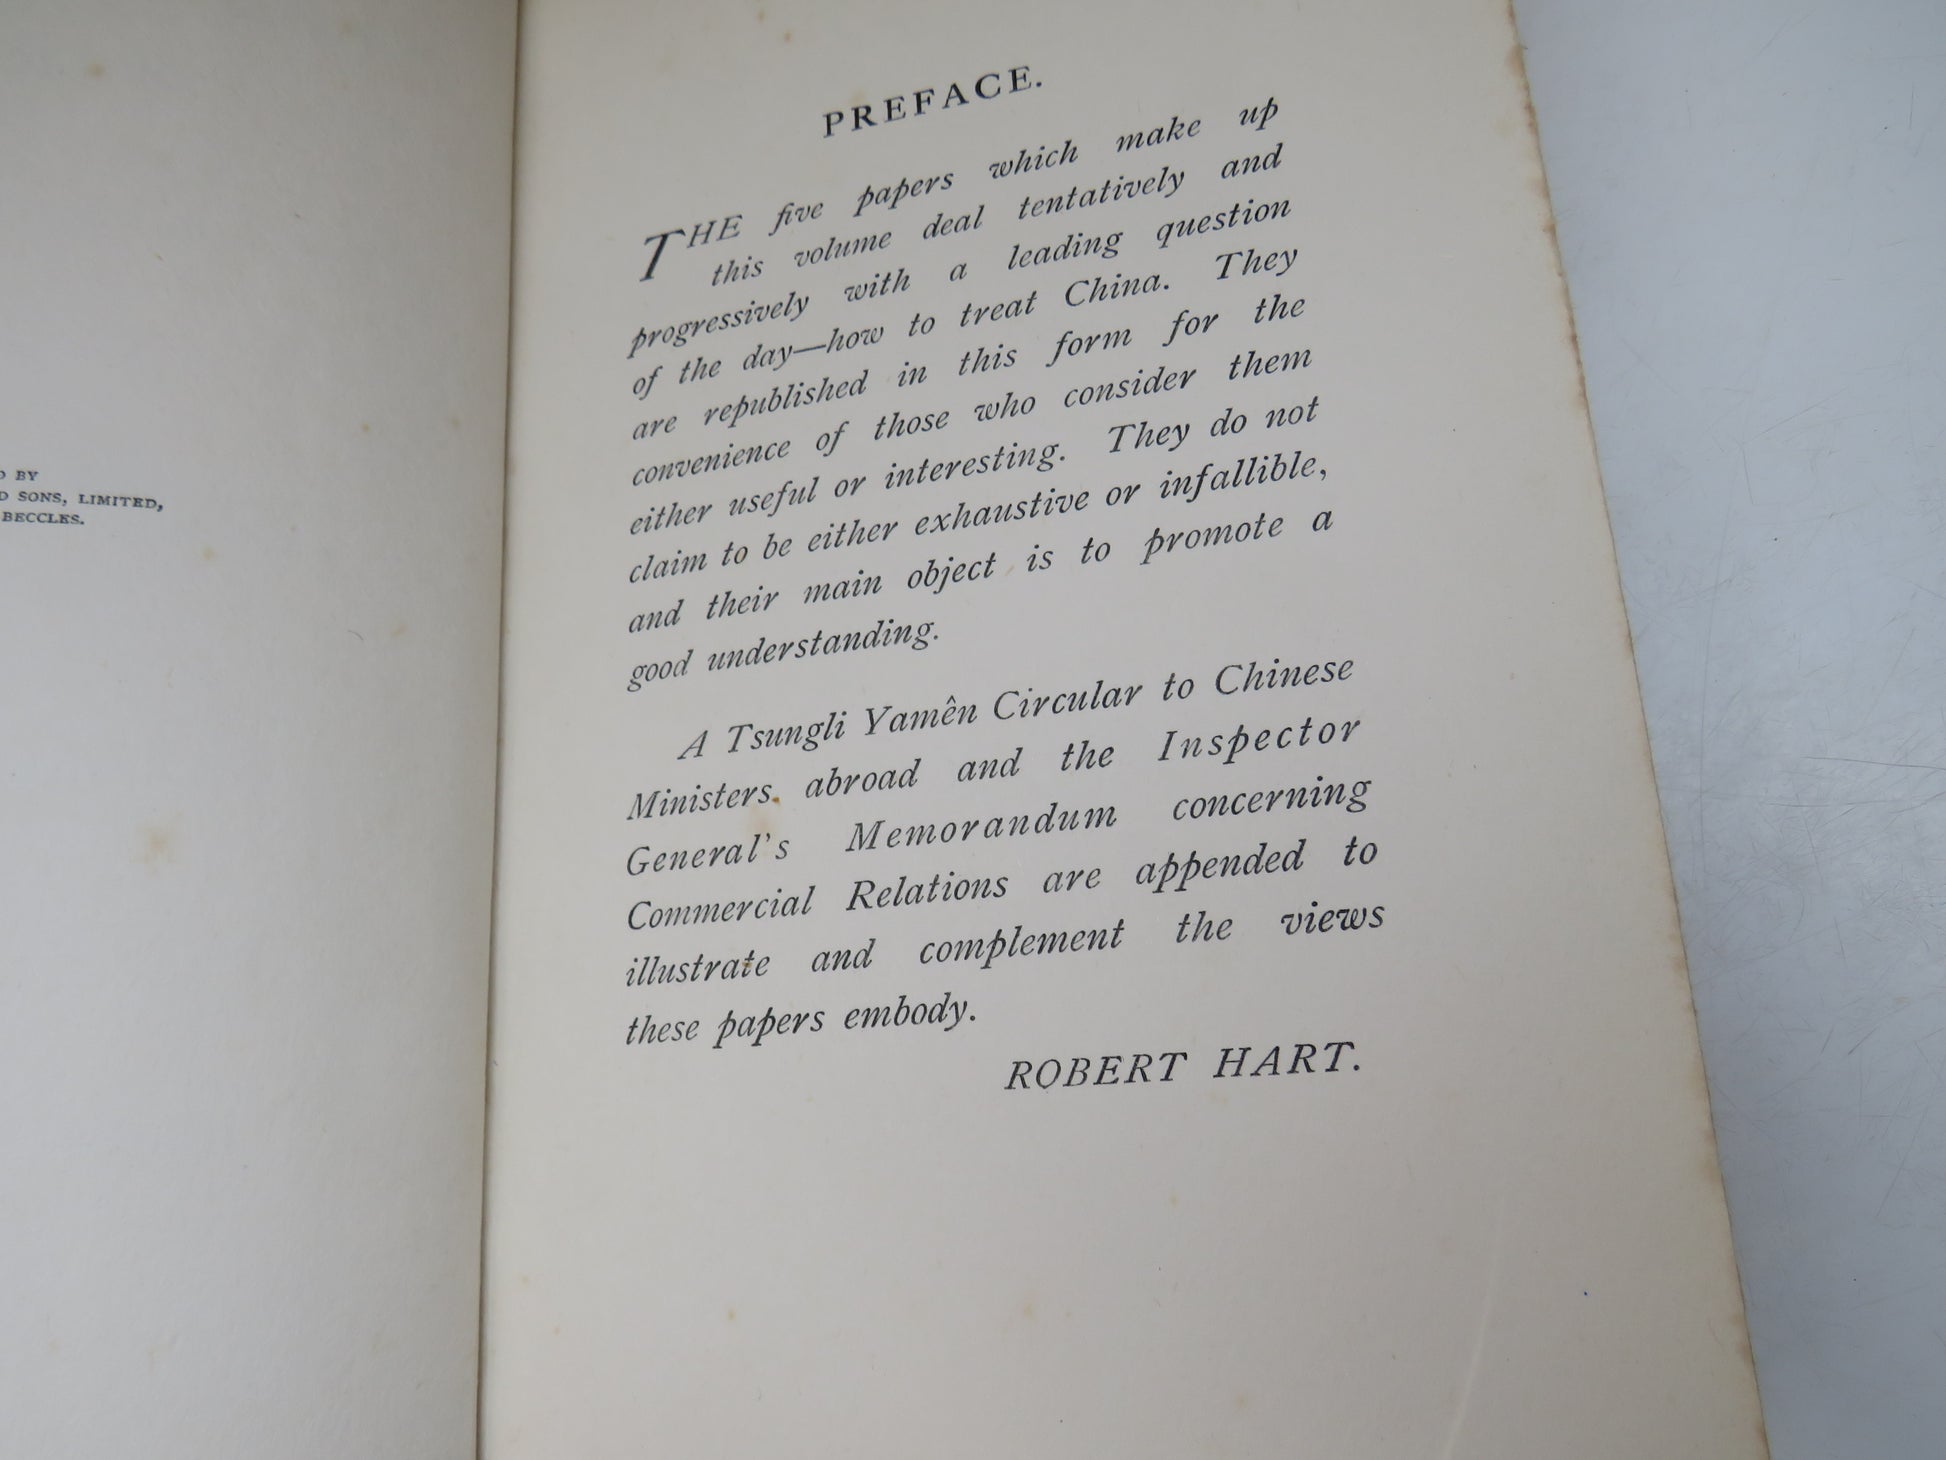 D BY
D SONS, LIMITED,
BECCLES.
PREFACE.
THE five papers which make up
this volume deal tentatively and
progressively with a leading question
of the day—how to treat China. They
are republished in this form for the
convenience of those who consider them
either useful or interesting. They do not
claim to be either exhaustive or infallible,
and their main object is to promote a
good understanding.
A Tsungli Yamên Circular to Chinese
Ministers abroad and the Inspector
General's Memorandum concerning
Commercial Relations are appended to
illustrate and complement the views
these papers embody.
ROBERT HART.